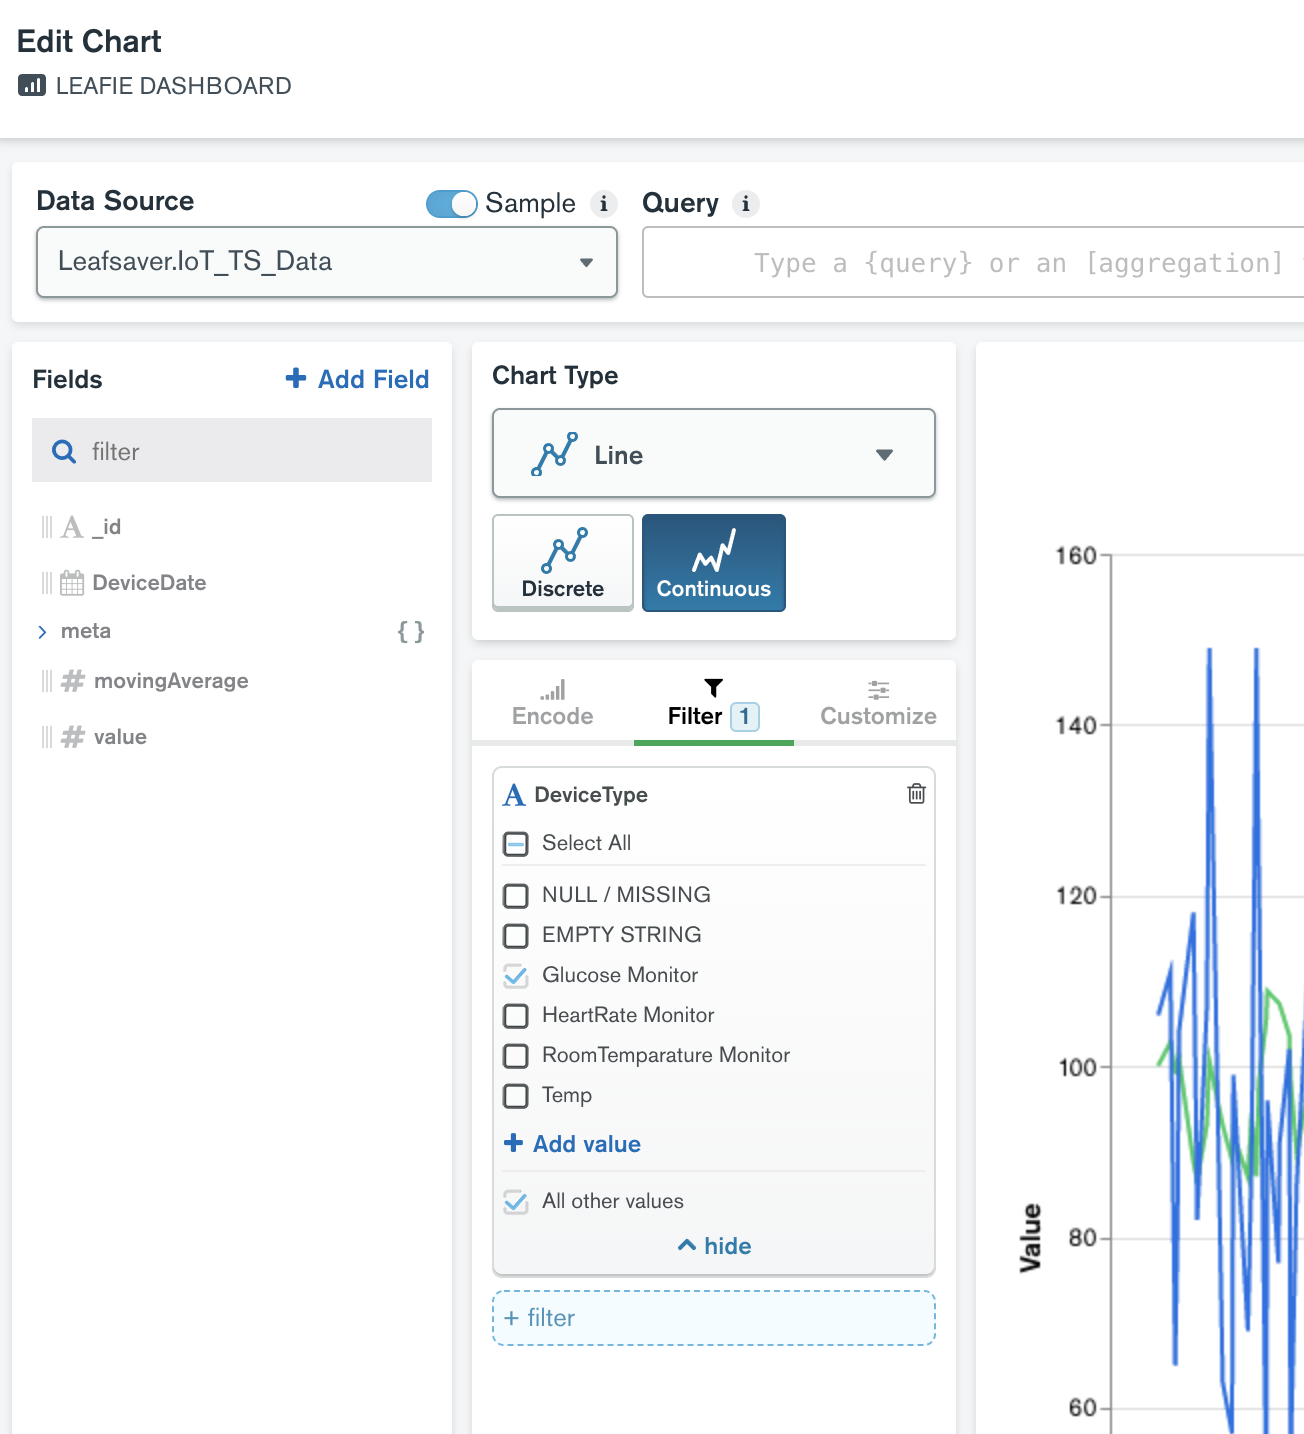 Edit Chart
LEAFIE DASHBOARD
Data Source
Sample i
Query i
Leafsaver.IoT_TS_Data
Type a {query} or an [aggregation]
Fields
+ Add Field
filter
A _id
DeviceDate
meta { }
# movingAverage
# value
Chart Type
Line
Discrete
Continuous
Encode
Filter 1
Customize
A DeviceType
Select All
NULL / MISSING
EMPTY STRING
Glucose Monitor
HeartRate Monitor
RoomTemparature Monitor
Temp
+ Add value
All other values
hide
+ filter
160
140
120
100
80
60
Value